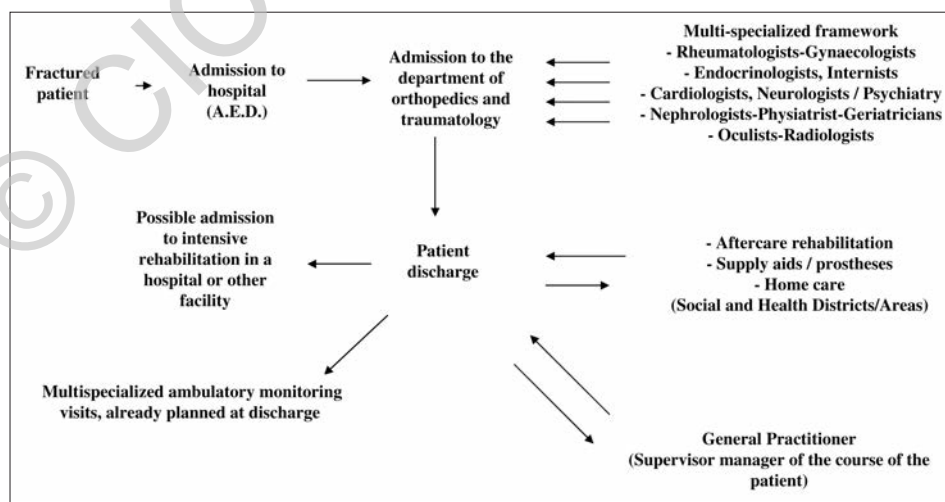 © CIC
Fractured
patient
Admission to
hospital
(A.E.D.)
Admission to the
department of
orthopedics and
traumatology
Multi-specialized framework
- Rheumatologists-Gynaecologists
- Endocrinologists, Internists
- Cardiologists, Neurologists / Psychiatry
- Nephrologists-Physiatrist-Geriatricians
- Oculists-Radiologists
Possible admission
to intensive
rehabilitation in a
hospital or other
facility
Patient
discharge
- Aftercare rehabilitation
- Supply aids / prostheses
- Home care
(Social and Health Districts/Areas)
Multispecialized ambulatory monitoring
visits, already planned at discharge
General Practitioner
(Supervisor manager of the course of the
patient)